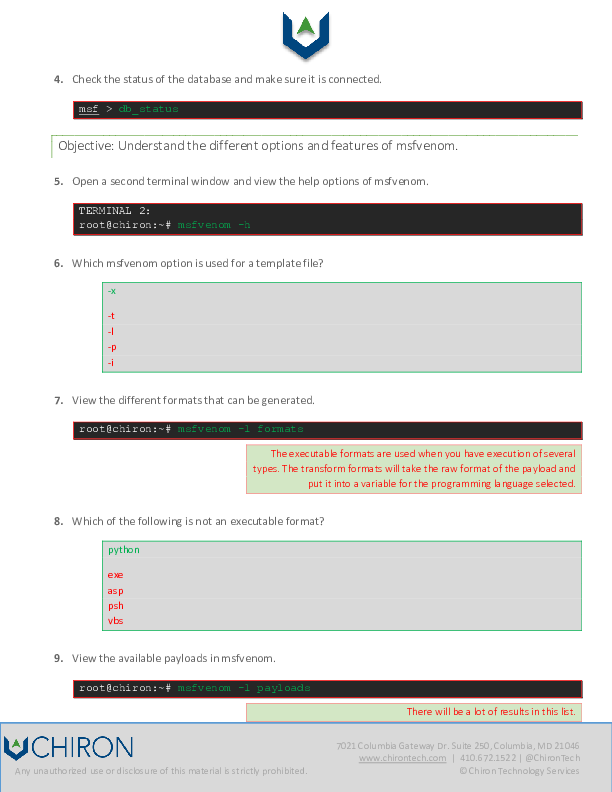 4. Check the status of the database and make sure it is connected.
msf > db_status
Objective: Understand the different options and features of msfvenom.
5. Open a second terminal window and view the help options of msfvenom.
TERMINAL 2:
root@chiron:~# msfvenom -h
6. Which msfvenom option is used for a template file?
-x
-t
-l
-p
-i
7. View the different formats that can be generated.
root@chiron:~# msfvenom -l formats
The executable formats are used when you have execution of several
types. The transform formats will take the raw format of the payload and
put it into a variable for the programming language selected.
8. Which of the following is not an executable format?
python
exe
asp
psh
vbs
9. View the available payloads in msfvenom.
root@chiron:~# msfvenom -l payloads
There will be a lot of results in this list.
CHIRON
7021 Columbia Gateway Dr. Suite 250, Columbia, MD 21046
www.chirontech.com | 410.672.1522 | @ChironTech
Any unauthorized use or disclosure of this material is strictly prohibited. © Chiron Technology Services